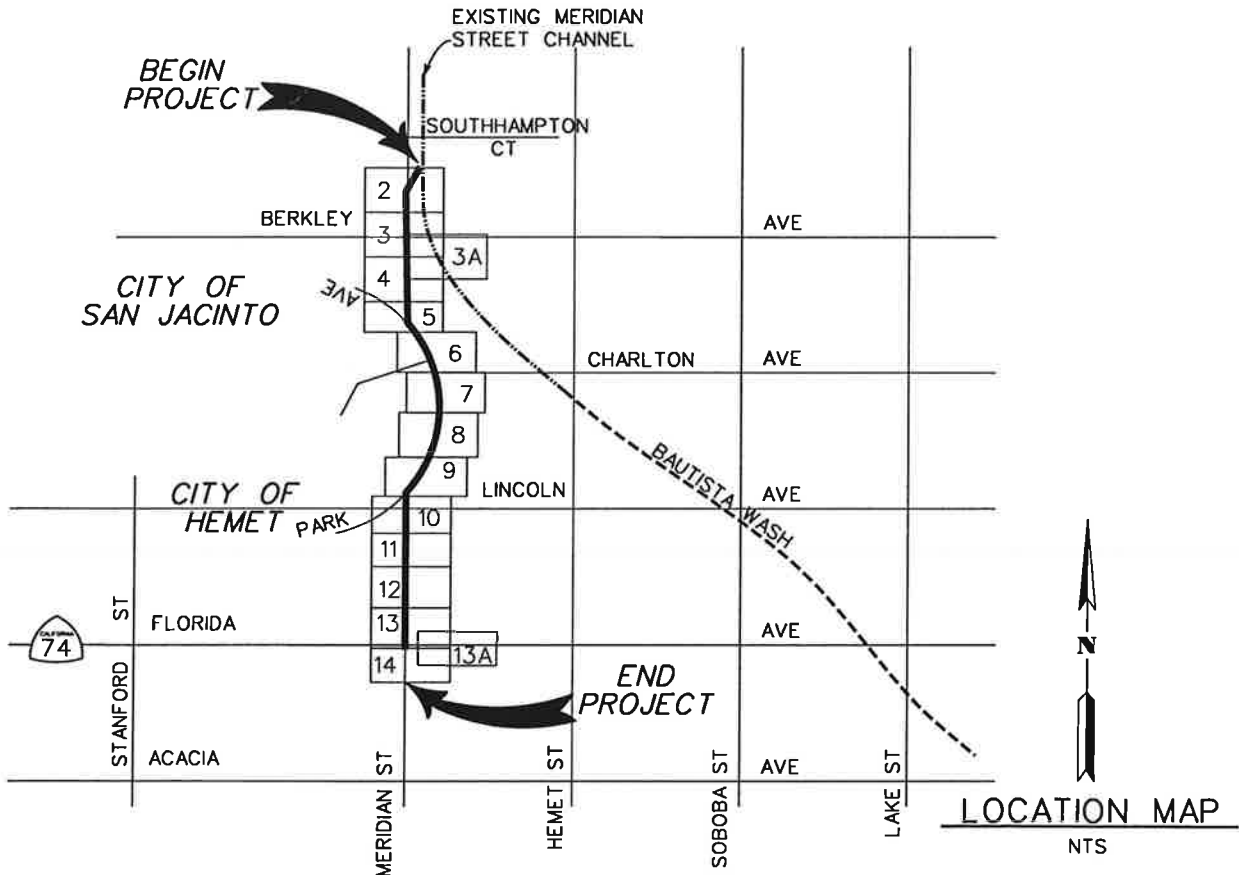 EXISTING MERIDIAN
STREET CHANNEL
BEGIN
PROJECT
SOUTHHAMPTON
CT
2
BERKLEY
AVE
3
3A
4
CITY OF
SAN JACINTO
AVE
5
6
CHARLTON
AVE
7
8
BAUTISTA WASH
9
LINCOLN
AVE
CITY OF
HEMET
PARK
10
11
12
13
FLORIDA
AVE
CALIFORNIA
74
13A
14
END
PROJECT
STANFORD ST
ACACIA
AVE
MERIDIAN ST
HEMET ST
SOBOBA ST
LAKE ST
N
LOCATION MAP
NTS